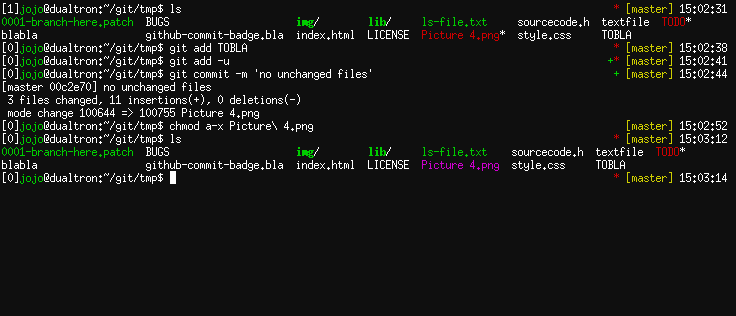 [1]jojo@dualtron:~/git/tmp$ ls * [master] 15:02:31
0001-branch-here.patch BUGS img/ lib/ ls-file.txt sourcecode.h textfile TODO*
blabla github-commit-badge.bla index.html LICENSE Picture 4.png* style.css TOBLA
[0]jojo@dualtron:~/git/tmp$ git add TOBLA * [master] 15:02:38
[0]jojo@dualtron:~/git/tmp$ git add -u +* [master] 15:02:41
[0]jojo@dualtron:~/git/tmp$ git commit -m 'no unchanged files' + [master] 15:02:44
[master 00c2e70] no unchanged files
3 files changed, 11 insertions(+), 0 deletions(-)
mode change 100644 => 100755 Picture 4.png
[0]jojo@dualtron:~/git/tmp$ chmod a-x Picture\ 4.png [master] 15:02:52
[0]jojo@dualtron:~/git/tmp$ ls * [master] 15:03:12
0001-branch-here.patch BUGS img/ lib/ ls-file.txt sourcecode.h textfile TODO*
blabla github-commit-badge.bla index.html LICENSE Picture 4.png style.css TOBLA
[0]jojo@dualtron:~/git/tmp$ * [master] 15:03:14